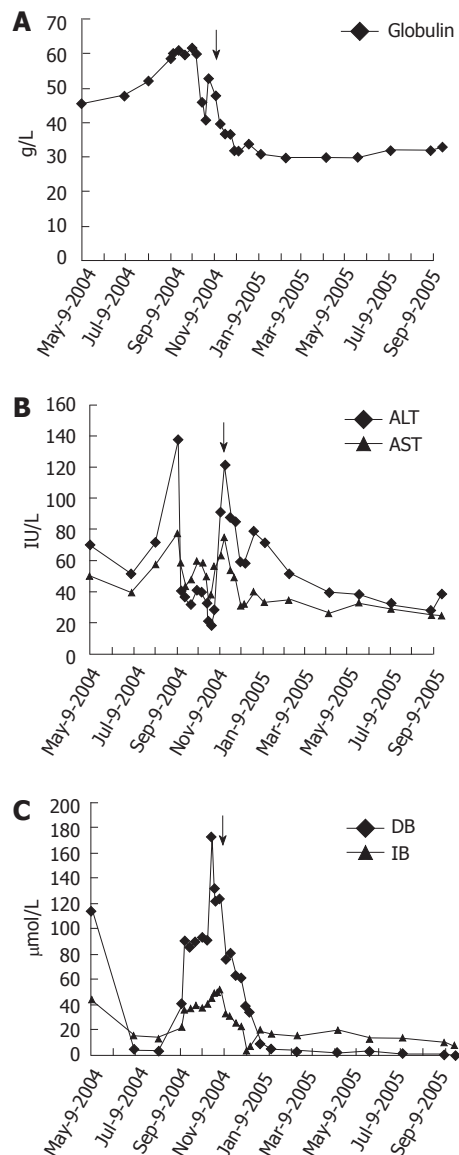 A
Globulin
70
60
50
40
30
20
10
0
g/L
May-9-2004
Jul-9-2004
Sep-9-2004
Nov-9-2004
Jan-9-2005
Mar-9-2005
May-9-2005
Jul-9-2005
Sep-9-2005
B
ALT
AST
160
140
120
100
80
60
40
20
0
IU/L
May-9-2004
Jul-9-2004
Sep-9-2004
Nov-9-2004
Jan-9-2005
Mar-9-2005
May-9-2005
Jul-9-2005
Sep-9-2005
C
DB
IB
200
180
160
140
120
100
80
60
40
20
0
µmol/L
May-9-2004
Jul-9-2004
Sep-9-2004
Nov-9-2004
Jan-9-2005
Mar-9-2005
May-9-2005
Jul-9-2005
Sep-9-2005